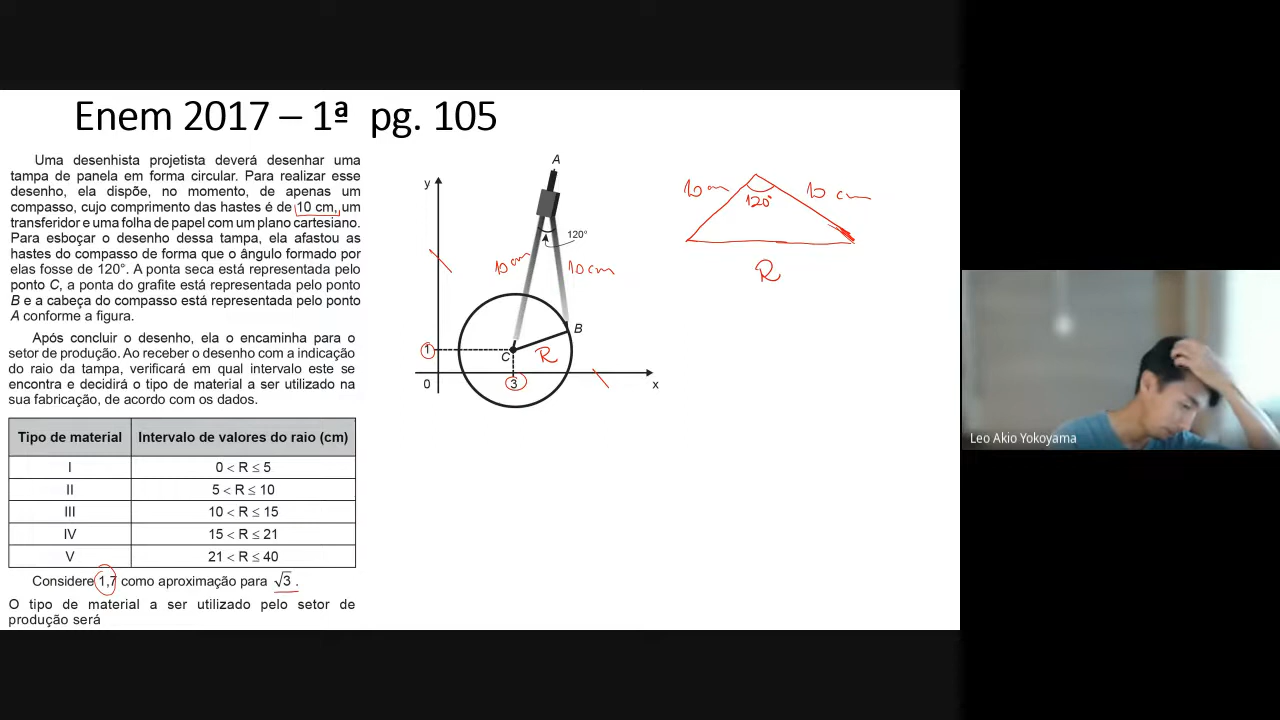 Enem 2017 – 1ª pg. 105
Uma desenhista projetista deverá desenhar uma
tampa de panela em forma circular. Para realizar esse
desenho, ela dispõe, no momento, de apenas um
compasso, cujo comprimento das hastes é de 10 cm, um
transferidor e uma folha de papel com um plano cartesiano.
Para esboçar o desenho dessa tampa, ela afastou as
hastes do compasso de forma que o ângulo formado por
elas fosse de 120°. A ponta seca está representada pelo
ponto C, a ponta do grafite está representada pelo ponto
B e a cabeça do compasso está representada pelo ponto
A conforme a figura.
Após concluir o desenho, ela o encaminha para o
setor de produção. Ao receber o desenho com a indicação
do raio da tampa, verificará em qual intervalo este se
encontra e decidirá o tipo de material a ser utilizado na
sua fabricação, de acordo com os dados.
Tipo de material Intervalo de valores do raio (cm)
I 0 < R ≤ 5
II 5 < R ≤ 10
III 10 < R ≤ 15
IV 15 < R ≤ 21
V 21 < R ≤ 40
Considere 1,7 como aproximação para √3 .
O tipo de material a ser utilizado pelo setor de
produção será
A
y
120°
10 cm
10 cm
B
C
R
1
0
3
x
10 cm
10 cm
120°
R
Leo Akio Yokoyama